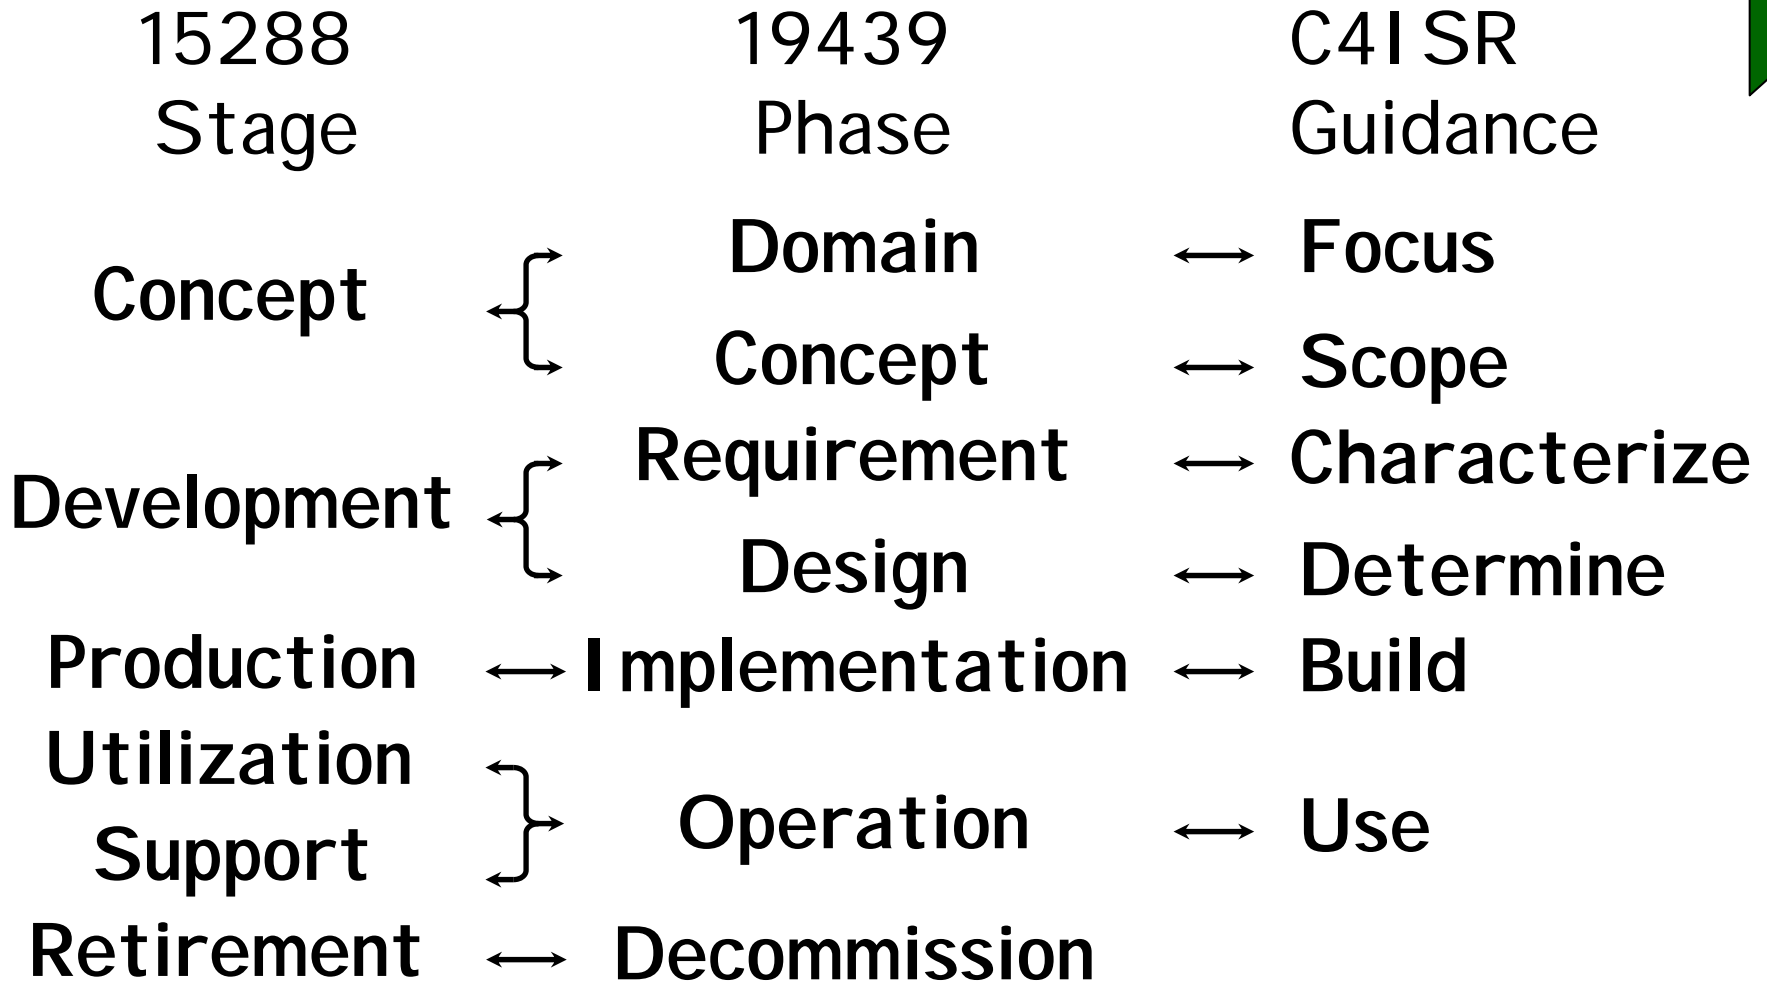 15288 19439 C4ISR
Stage Phase Guidance
Domain Focus
Concept
Concept Scope
Requirement Characterize
Development
Design Determine
Production Implementation Build
Utilization
Operation Use
Support
Retirement Decommission